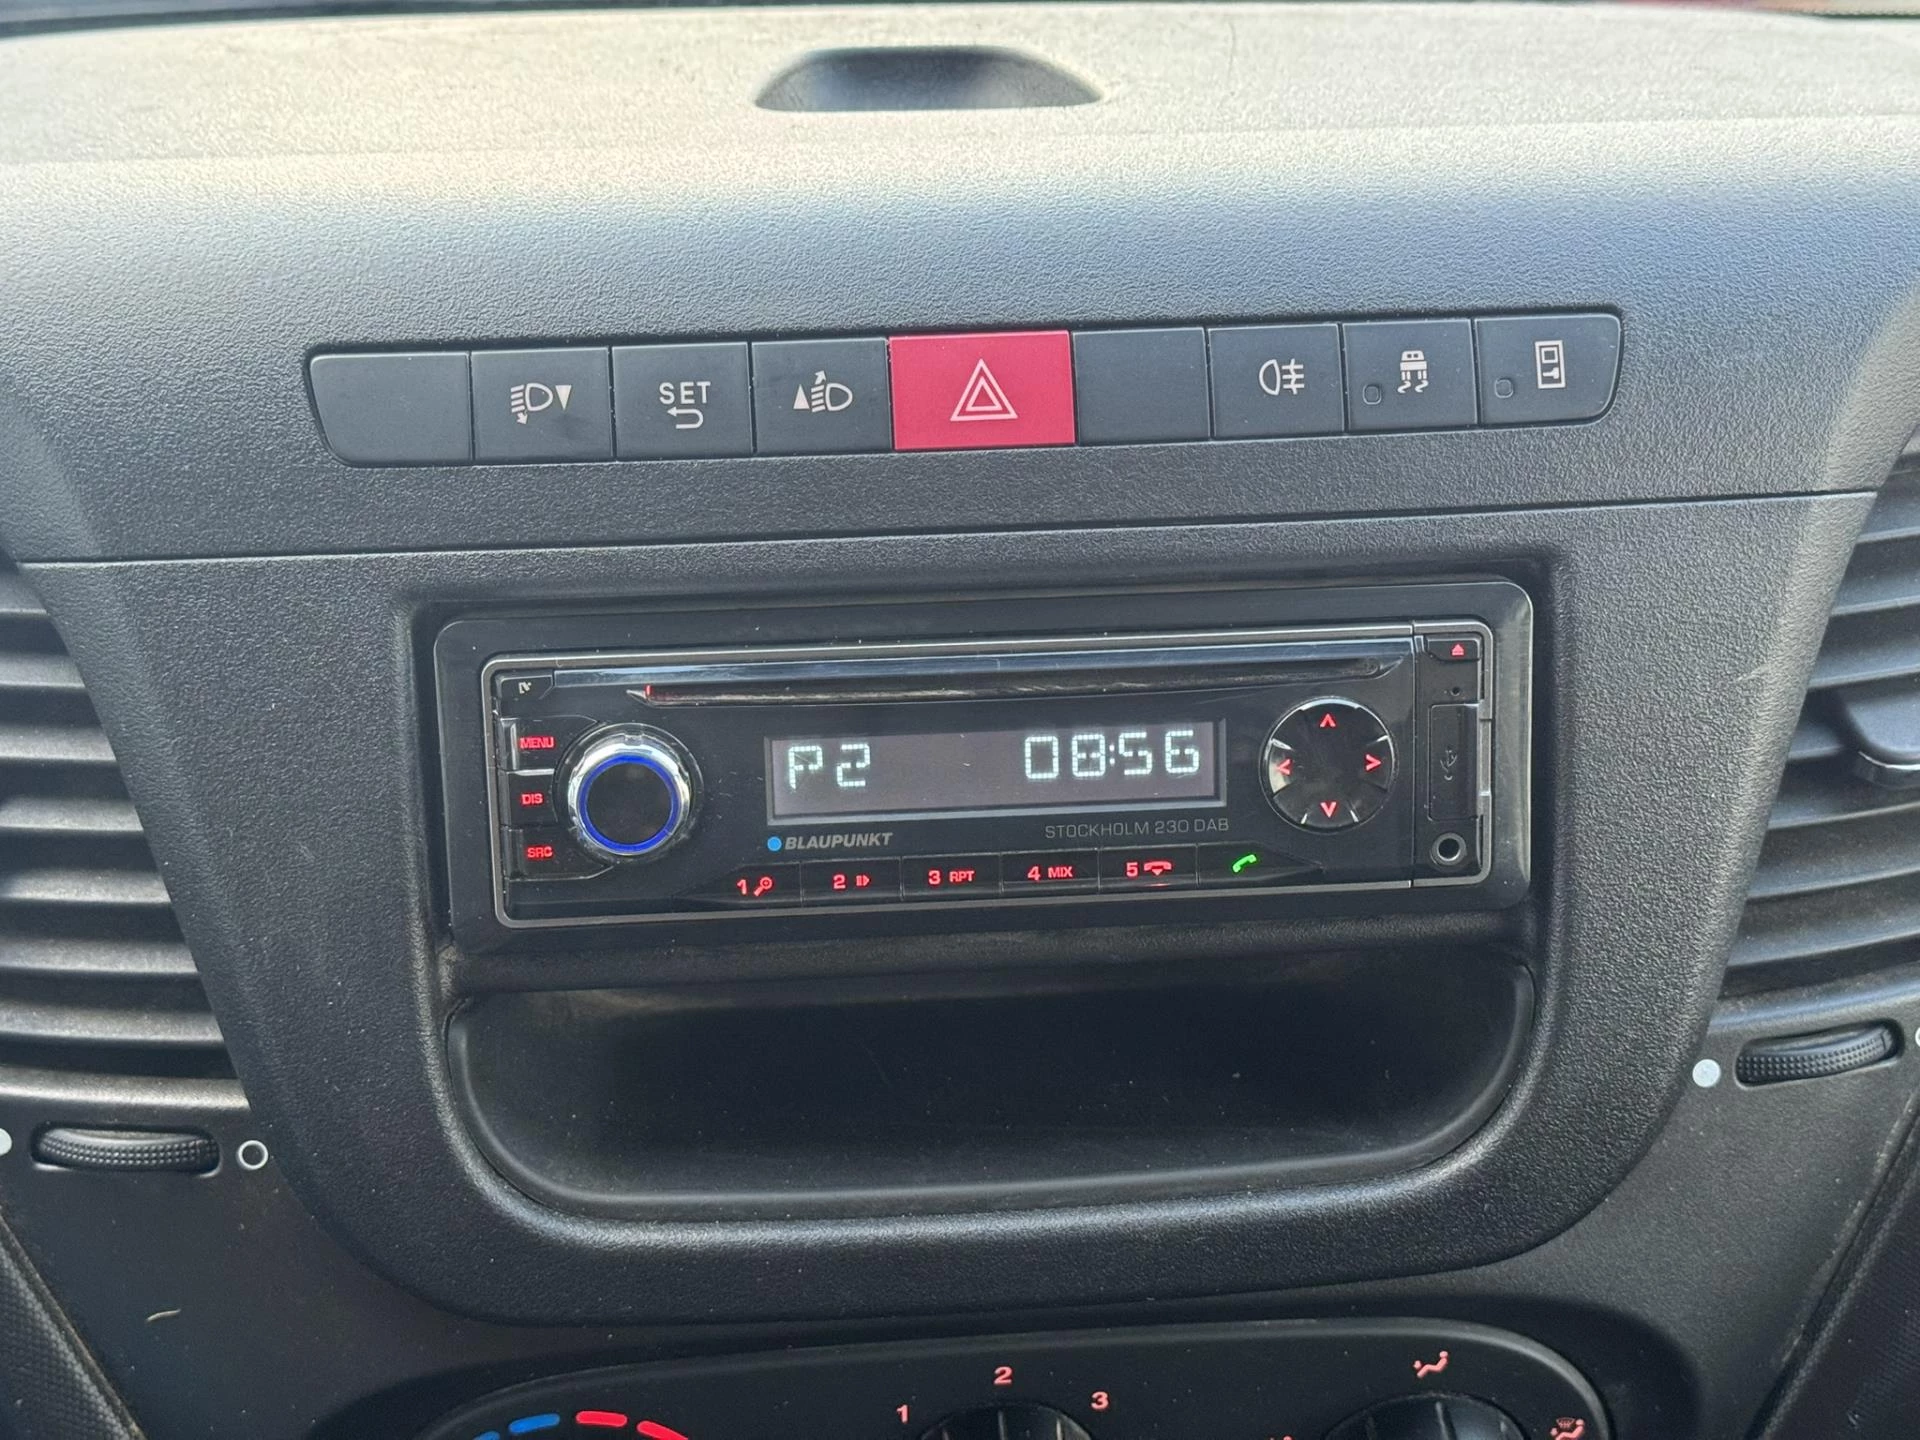 SET
MENU
P2 08:56
DIS
BLAUPUNKT STOCKHOLM 230 DAB
SRC
1 2 3 RPT 4 MIX 5
1 2 3